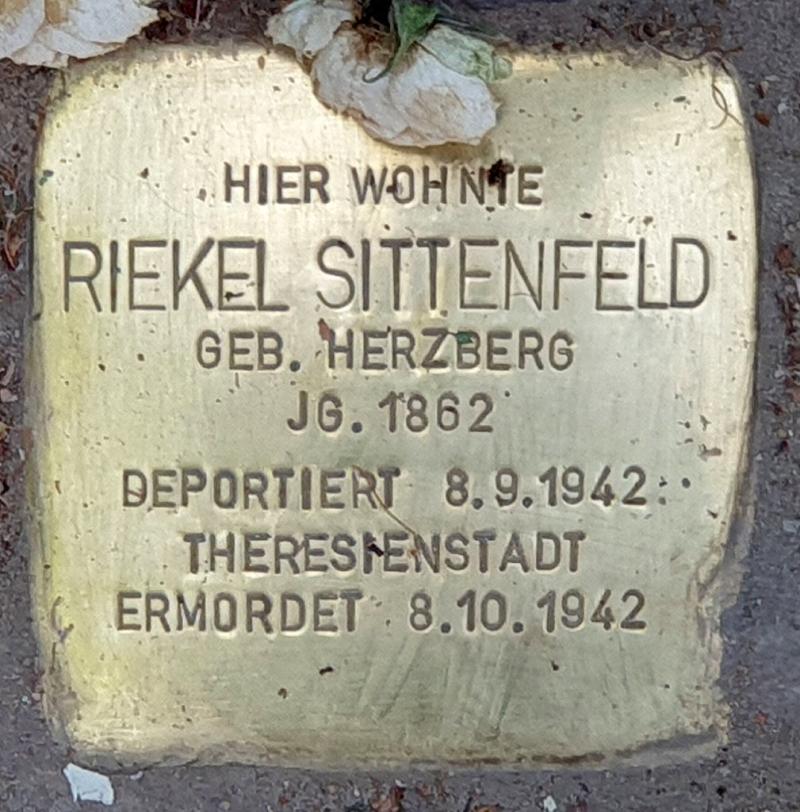 HIER WOHNTE
RIEKEL SITTENFELD
GEB. HERZBERG
JG. 1862
DEPORTIERT 8.9.1942
THERESIENSTADT
ERMORDET 8.10.1942